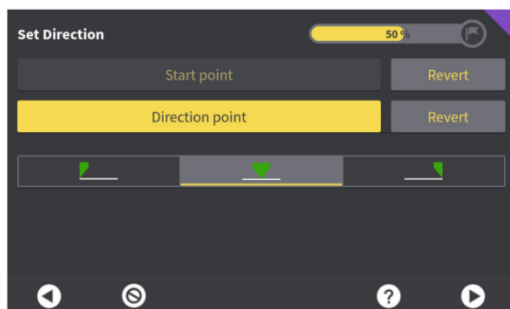 Set Direction
50 %
Start point
Revert
Direction point
Revert
?